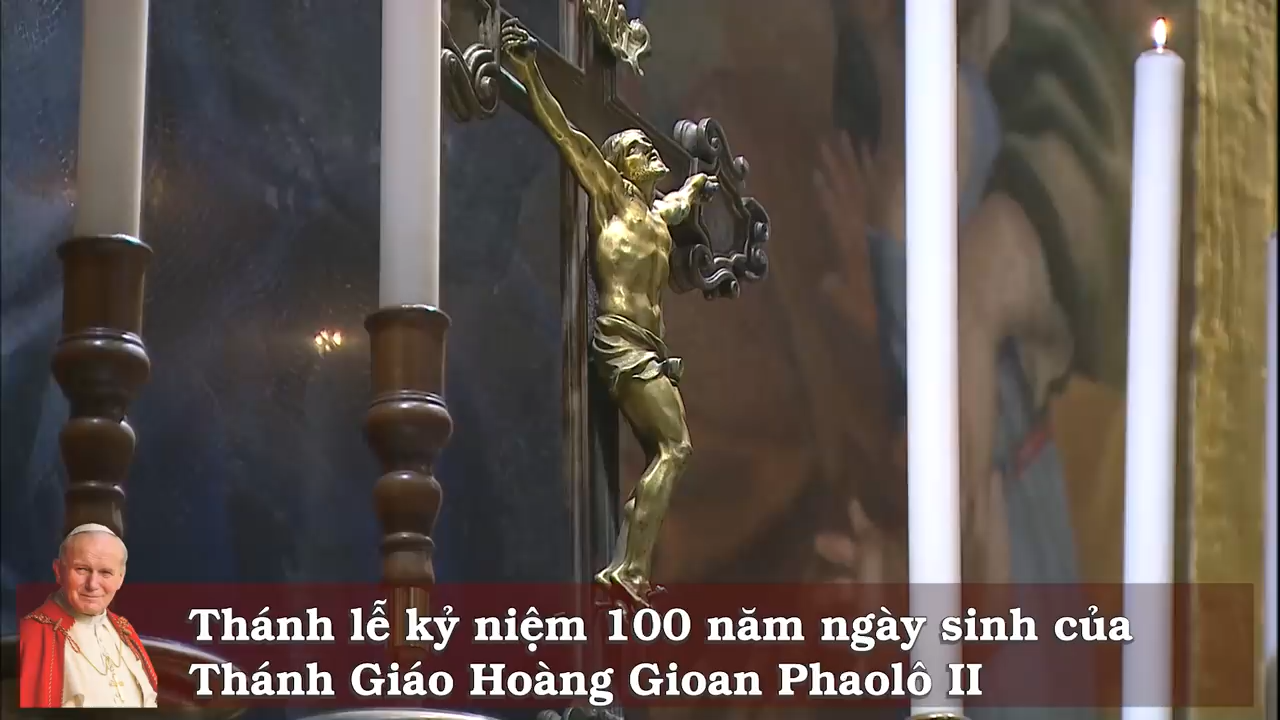 Thánh lễ kỷ niệm 100 năm ngày sinh của
Thánh Giáo Hoàng Gioan Phaolô II